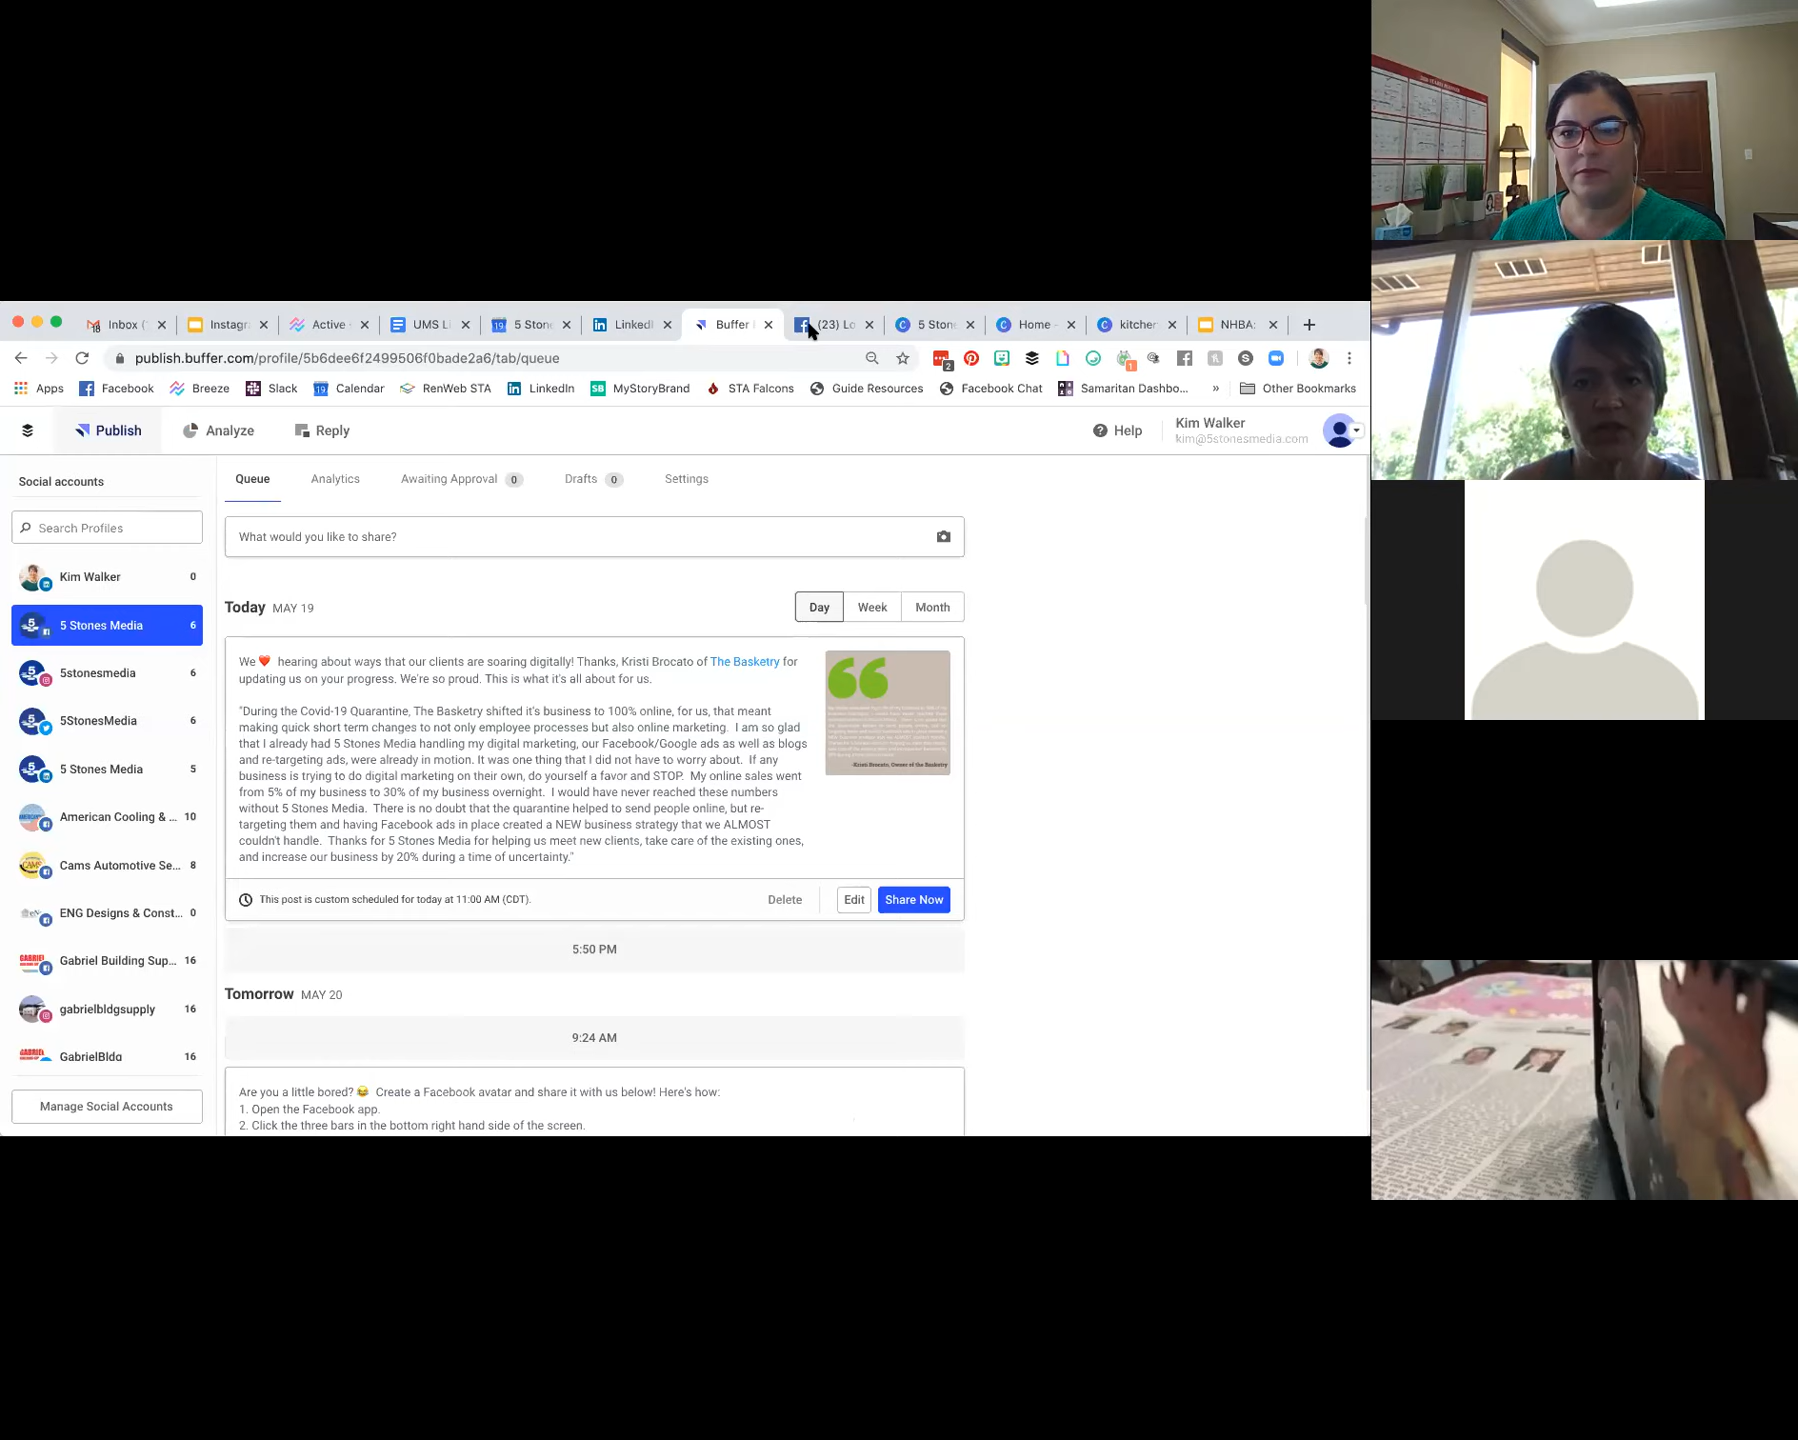 Inbox (
Instagr
Active
UMS Li
5 Ston
LinkedI
Buffer
(23) Lo
5 Ston
Home -
kitcher
NHBA:
publish.buffer.com/profile/5b6dee6f2499506f0bade2a6/tab/queue
Apps
Facebook
Breeze
Slack
Calendar
RenWeb STA
LinkedIn
MyStoryBrand
STA Falcons
Guide Resources
Facebook Chat
Samaritan Dashbo...
»
Other Bookmarks
Publish
Analyze
Reply
Help
Kim Walker
kim@5stonesmedia.com
Social accounts
Search Profiles
Kim Walker 0
5 Stones Media 6
5stonesmedia 6
5StonesMedia 6
5 Stones Media 5
American Cooling & ... 10
Cams Automotive Se... 8
ENG Designs & Const... 0
Gabriel Building Sup... 16
gabrielbldgsupply 16
GabrielBldg 16
Manage Social Accounts
Queue
Analytics
Awaiting Approval 0
Drafts 0
Settings
What would you like to share?
Today MAY 19
Day
Week
Month
We ❤️ hearing about ways that our clients are soaring digitally! Thanks, Kristi Brocato of The Basketry for
updating us on your progress. We're so proud. This is what it's all about for us.
"During the Covid-19 Quarantine, The Basketry shifted it's business to 100% online, for us, that meant
making quick short term changes to not only employee processes but also online marketing. I am so glad
that I already had 5 Stones Media handling my digital marketing, our Facebook/Google ads as well as blogs
and re-targeting ads, were already in motion. It was one thing that I did not have to worry about. If any
business is trying to do digital marketing on their own, do yourself a favor and STOP. My online sales went
from 5% of my business to 30% of my business overnight. I would have never reached these numbers
without 5 Stones Media. There is no doubt that the quarantine helped to send people online, but re-
targeting them and having Facebook ads in place created a NEW business strategy that we ALMOST
couldn't handle. Thanks for 5 Stones Media for helping us meet new clients, take care of the existing ones,
and increase our business by 20% during a time of uncertainty."
-Kristi Brocato, Owner of the Basketry
This post is custom scheduled for today at 11:00 AM (CDT).
Delete
Edit
Share Now
5:50 PM
Tomorrow MAY 20
9:24 AM
Are you a little bored? 😂 Create a Facebook avatar and share it with us below! Here's how:
1. Open the Facebook app.
2. Click the three bars in the bottom right hand side of the screen.